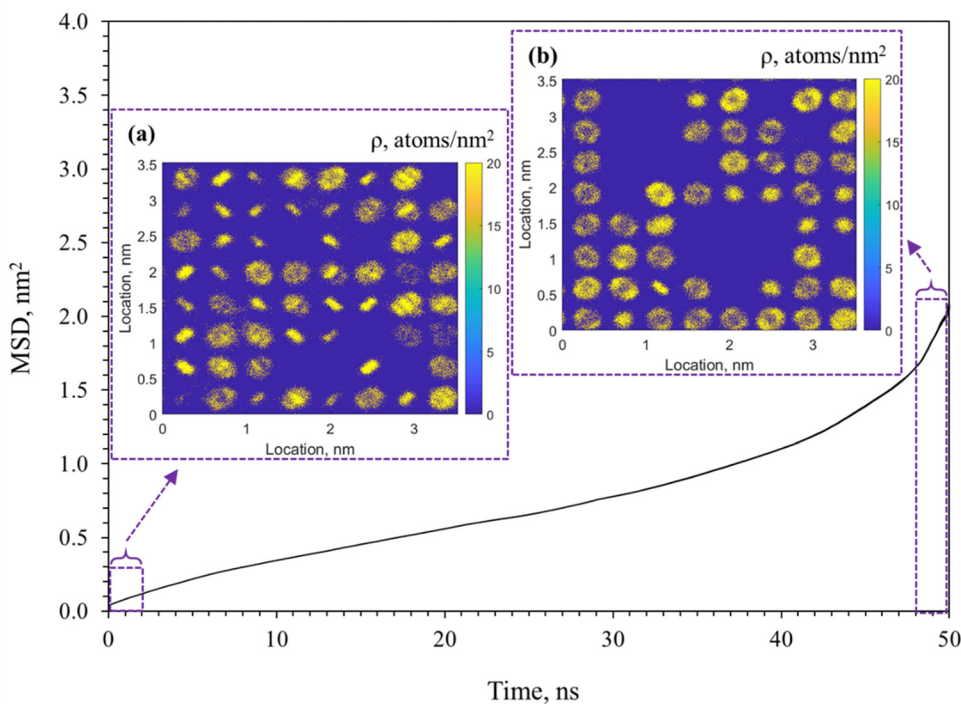 4.0
3.5
3.0
2.5
2.0
1.5
1.0
0.5
0.0
MSD, nm²
0 10 20 30 40 50
Time, ns
(a)
ρ, atoms/nm²
3.5
3
2.5
2
1.5
1
0.5
0
Location, nm
0 1 2 3
Location, nm
20
15
10
5
0
(b)
ρ, atoms/nm²
3.5
3
2.5
2
1.5
1
0.5
0
Location, nm
0 1 2 3
Location, nm
20
15
10
5
0